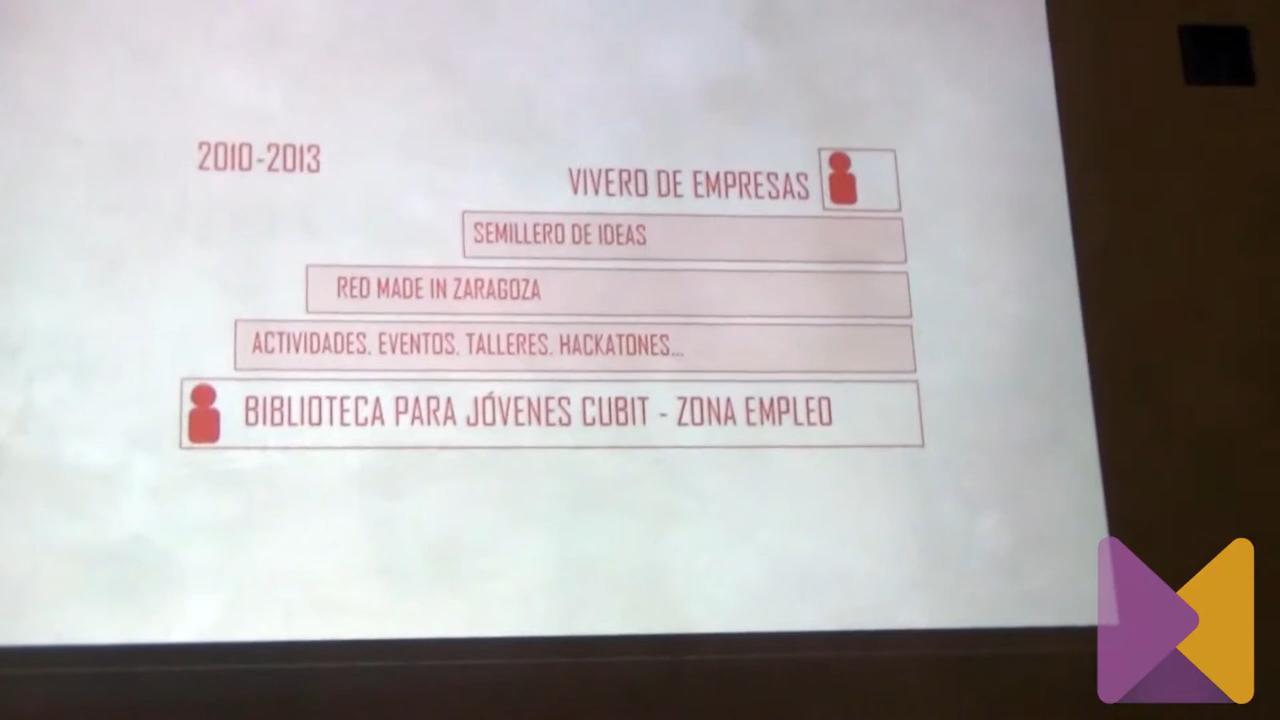 2010-2013
VIVERO DE EMPRESAS
SEMILLERO DE IDEAS
RED MADE IN ZARAGOZA
ACTIVIDADES, EVENTOS, TALLERES, HACKATONES...
BIBLIOTECA PARA JÓVENES CUBIT - ZONA EMPLEO